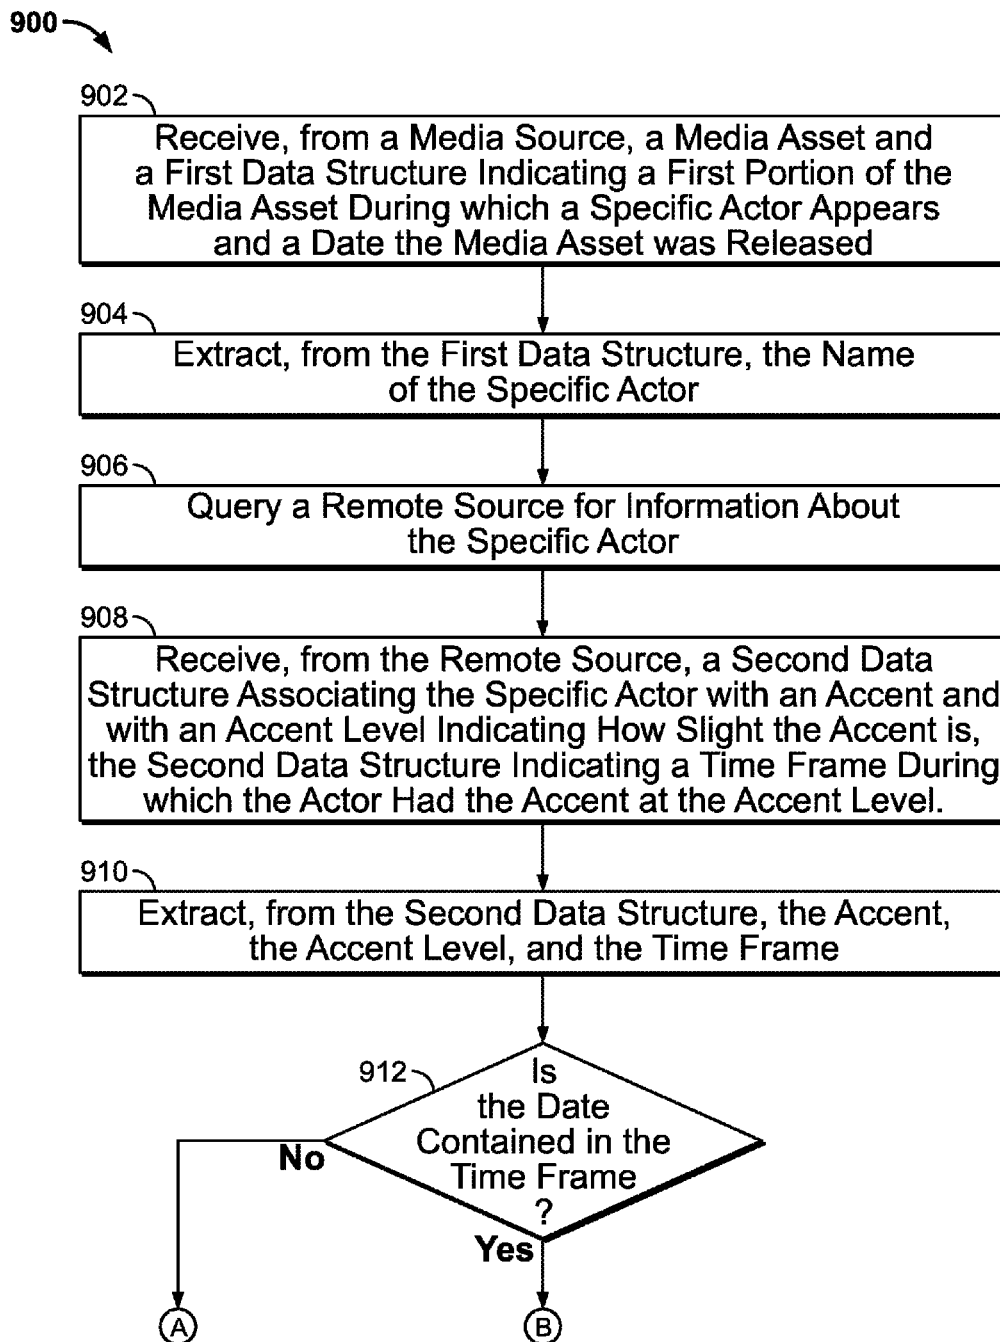 900
902
Receive, from a Media Source, a Media Asset and
a First Data Structure Indicating a First Portion of the
Media Asset During which a Specific Actor Appears
and a Date the Media Asset was Released
904
Extract, from the First Data Structure, the Name
of the Specific Actor
906
Query a Remote Source for Information About
the Specific Actor
908
Receive, from the Remote Source, a Second Data
Structure Associating the Specific Actor with an Accent and
with an Accent Level Indicating How Slight the Accent is,
the Second Data Structure Indicating a Time Frame During
which the Actor Had the Accent at the Accent Level.
910
Extract, from the Second Data Structure, the Accent,
the Accent Level, and the Time Frame
912
Is
the Date
Contained in the
Time Frame
?
No
Yes
A
B